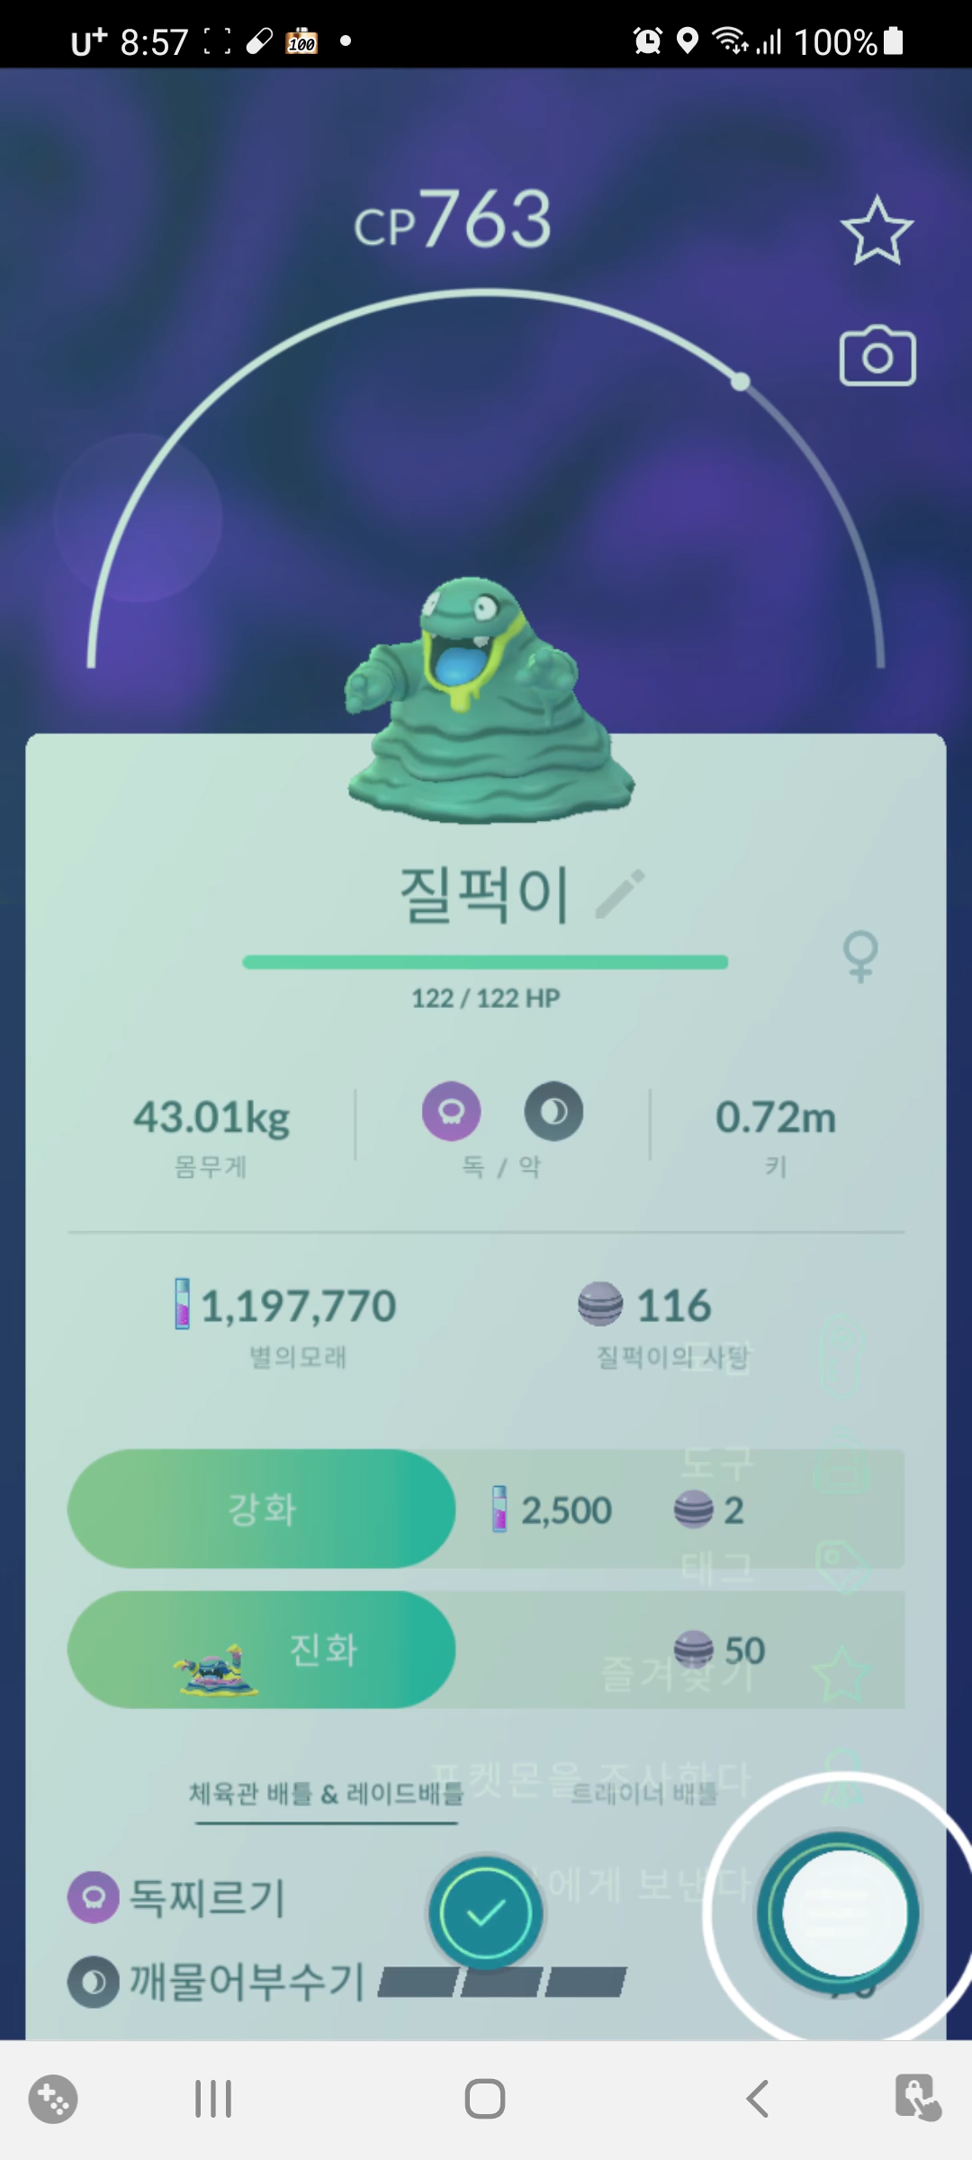 U+ 8:57 100 100%
CP763
질퍽이
122 / 122 HP
43.01kg 0.72m
몸무게 독 / 악 키
1,197,770 116
별의모래 질퍽이의 사탕
강화 2,500 2
도구
태그
진화 50
즐겨찾기
포켓몬을 조사한다
체육관 배틀 & 레이드배틀 트레이너 배틀
에게 보낸다
독찌르기
깨물어부수기